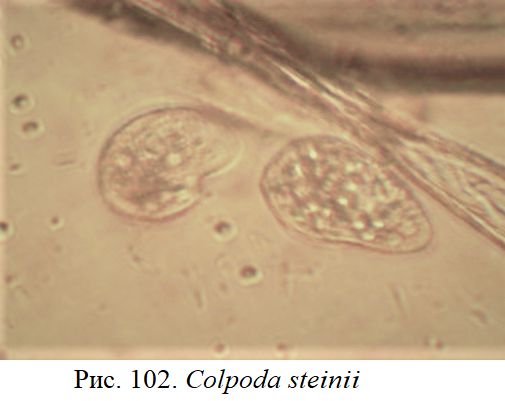 Рис. 102. Colpoda steinii